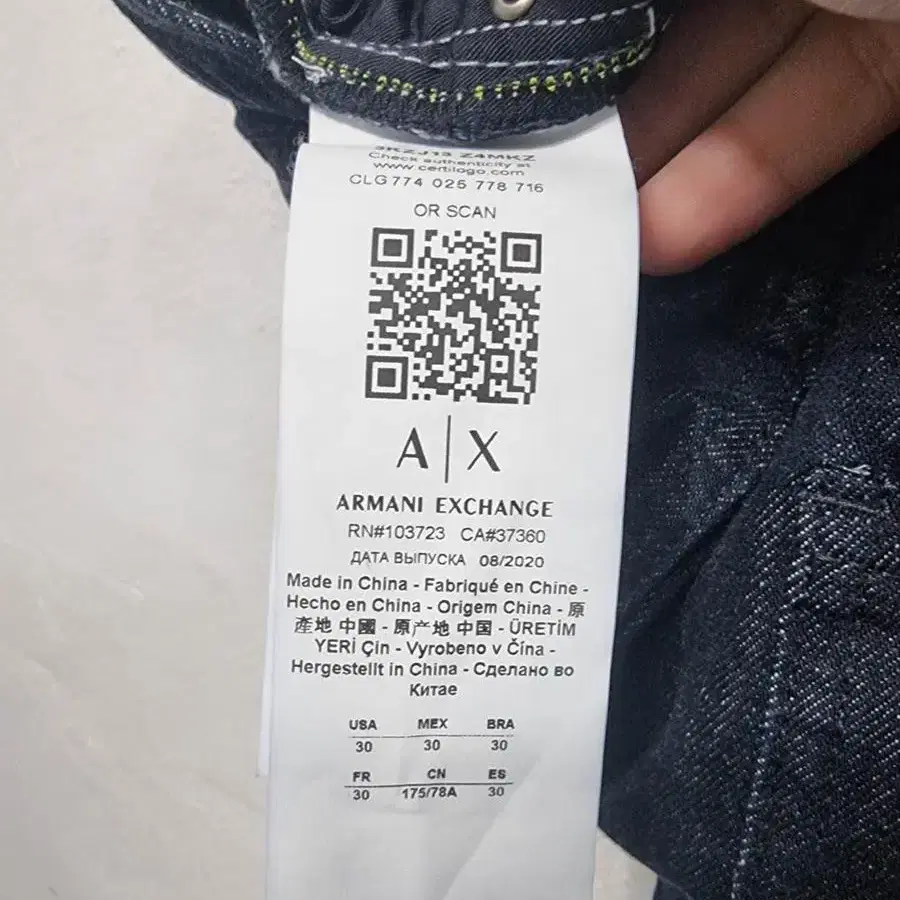 3RZJ13 Z4MKZ
Check authenticity at
www.certilogo.com
CLG774 025 778 716
OR SCAN
A|X
ARMANI EXCHANGE
RN#103723 CA#37360
ДАТА ВЫПУСКА 08/2020
Made in China - Fabriqué en Chine -
Hecho en China - Origem China - 原
產地 中國 - 原产地 中国 - ÜRETİM
YERİ Çin - Vyrobeno v Čína -
Hergestellt in China - Сделано во
Китае
USA MEX BRA
30 30 30
FR CN ES
30 175/78A 30